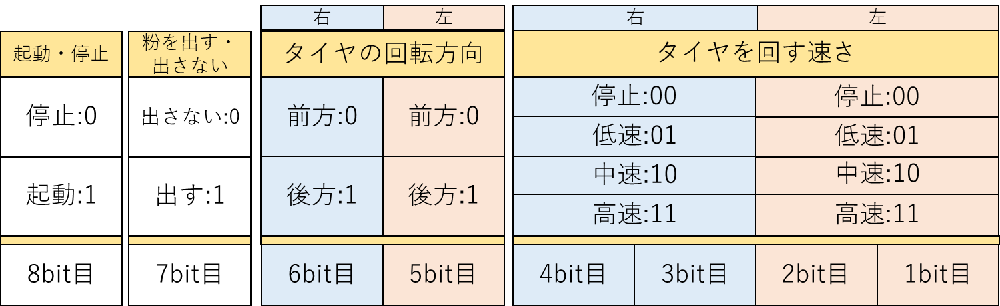 右
左
右
左
起動・停止
粉を出す・
出さない
タイヤの回転方向
タイヤを回す速さ
停止:0
出さない:0
前方:0
前方:0
停止:00
停止:00
低速:01
低速:01
起動:1
出す:1
後方:1
後方:1
中速:10
中速:10
高速:11
高速:11
8bit目
7bit目
6bit目
5bit目
4bit目
3bit目
2bit目
1bit目